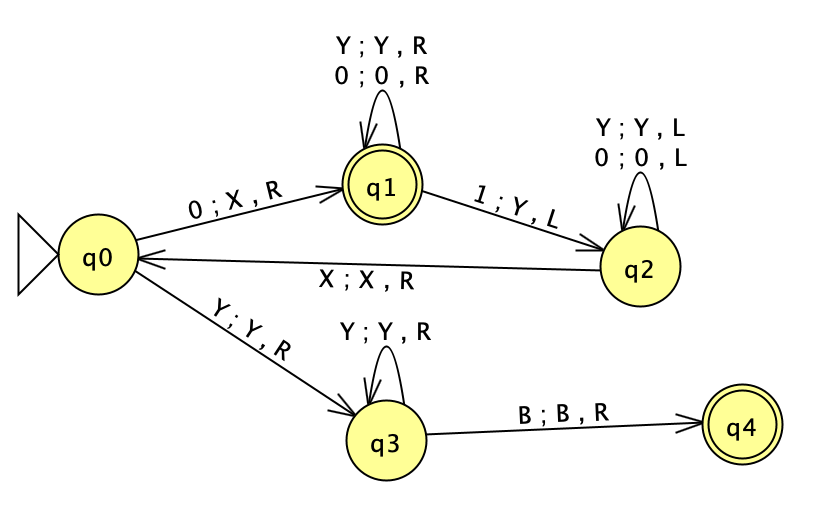 Y ; Y , R
0 ; 0 , R
Y ; Y , L
0 ; 0 , L
q1
0 ; X , R
1 ; Y , L
q0
q2
X ; X , R
Y ; Y , R
Y ; Y , R
B ; B , R
q3
q4